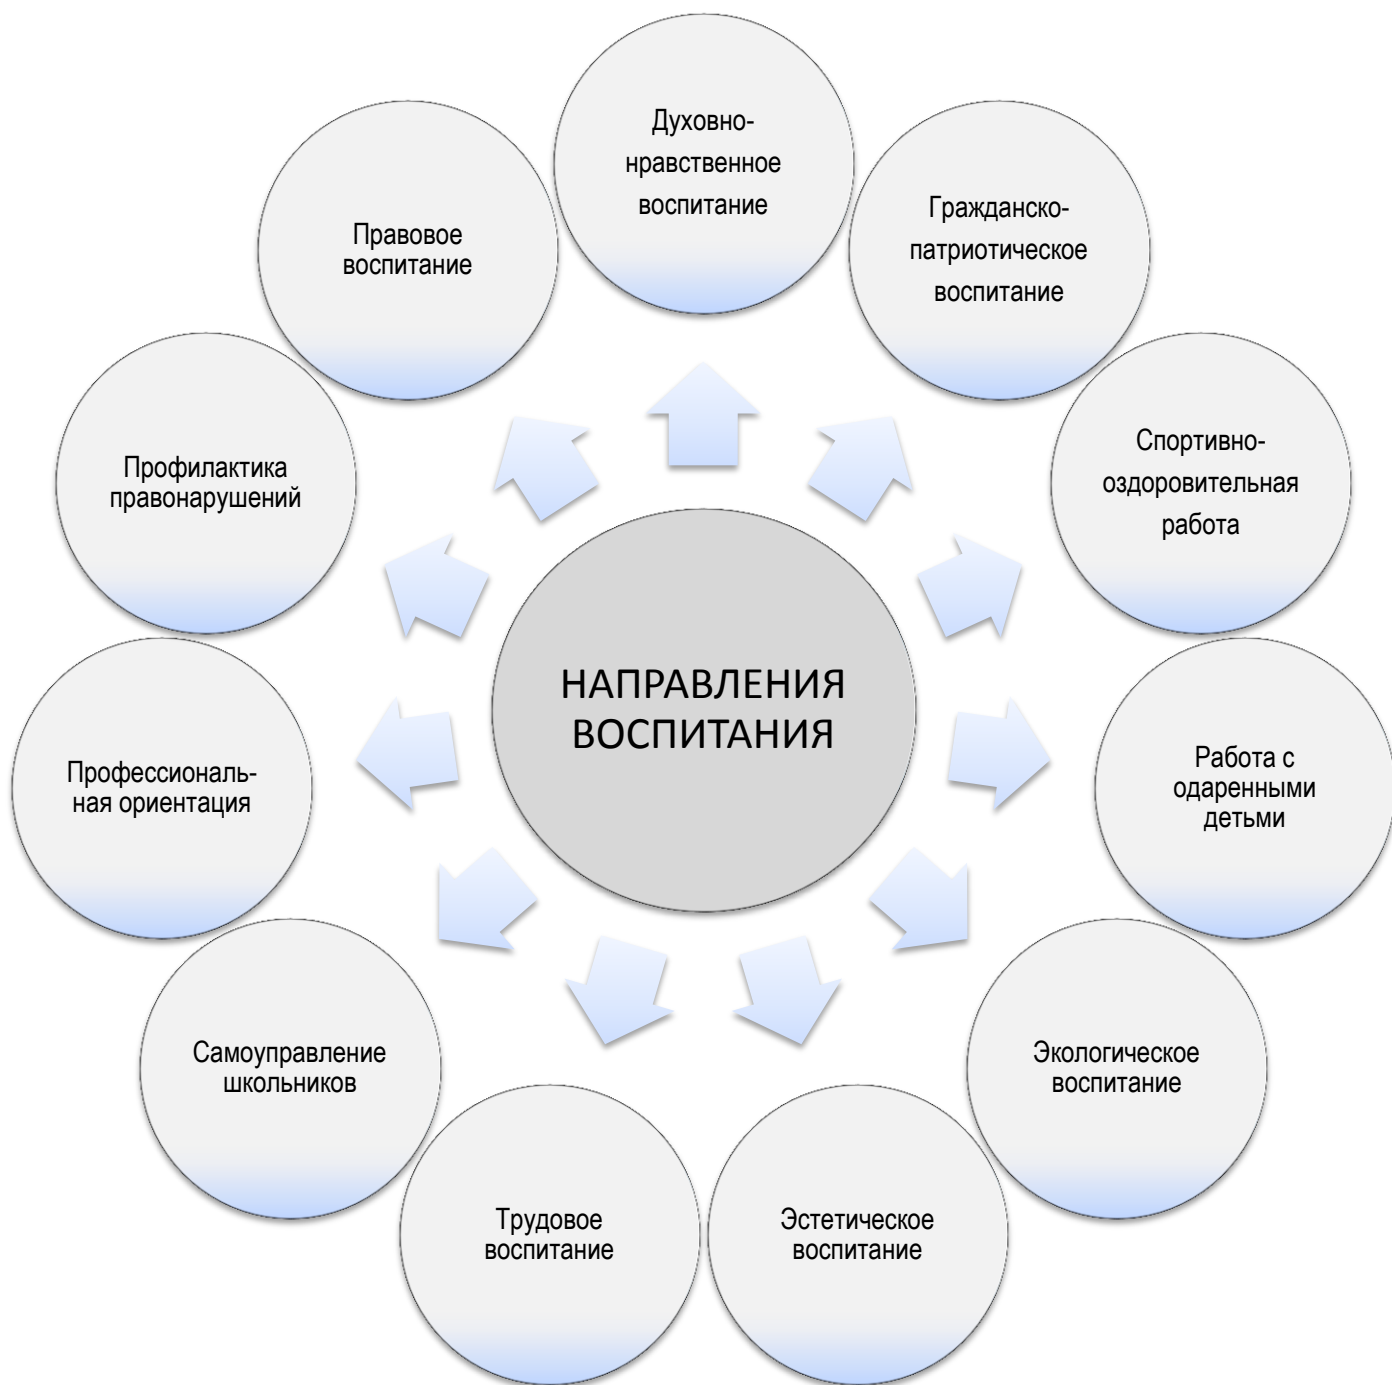 Духовно-
нравственное
воспитание
Гражданско-
патриотическое
воспитание
Спортивно-
оздоровительная
работа
Работа с
одаренными
детьми
Экологическое
воспитание
Эстетическое
воспитание
Трудовое
воспитание
Самоуправление
школьников
Профессиональ-
ная ориентация
Профилактика
правонарушений
Правовое
воспитание
НАПРАВЛЕНИЯ
ВОСПИТАНИЯ